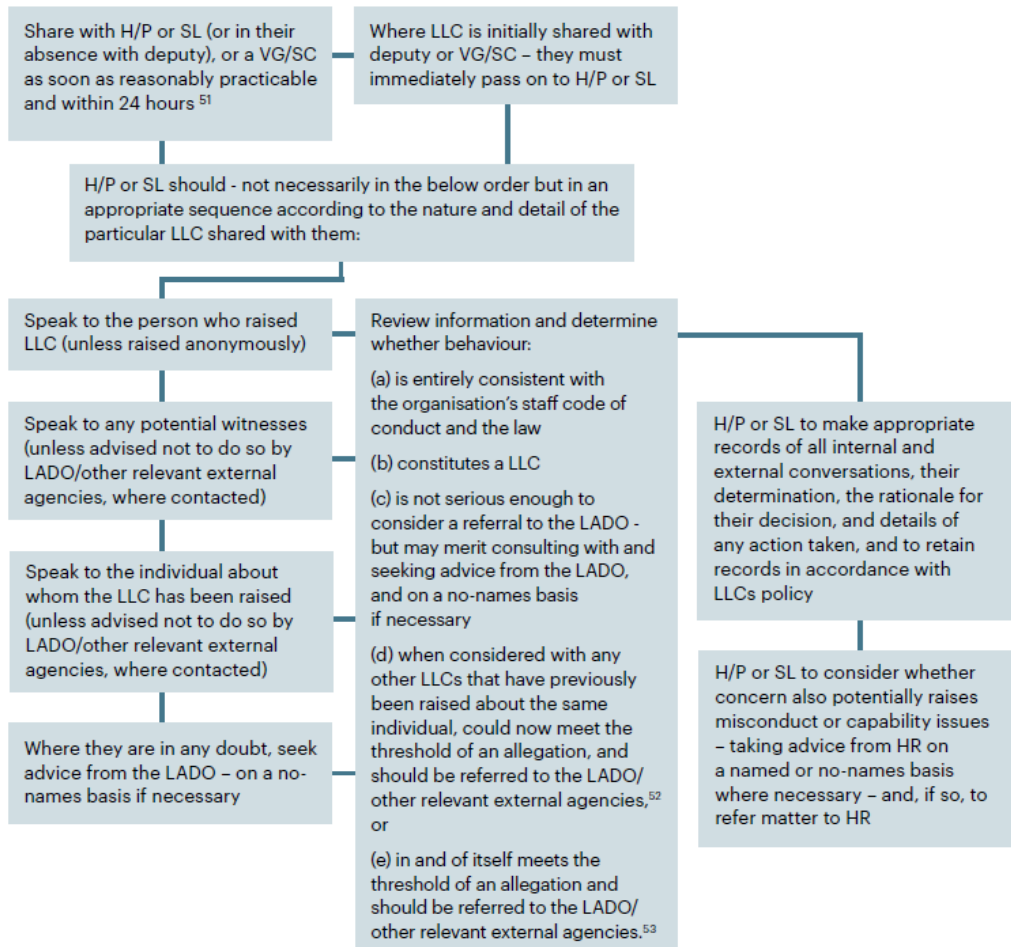 Share with H/P or SL (or in their
absence with deputy), or a VG/SC
as soon as reasonably practicable
and within 24 hours 51
Where LLC is initially shared with
deputy or VG/SC – they must
immediately pass on to H/P or SL
H/P or SL should - not necessarily in the below order but in an
appropriate sequence according to the nature and detail of the
particular LLC shared with them:
Speak to the person who raised
LLC (unless raised anonymously)
Speak to any potential witnesses
(unless advised not to do so by
LADO/other relevant external
agencies, where contacted)
Speak to the individual about
whom the LLC has been raised
(unless advised not to do so by
LADO/other relevant external
agencies, where contacted)
Where they are in any doubt, seek
advice from the LADO – on a no-
names basis if necessary
Review information and determine
whether behaviour:
(a) is entirely consistent with
the organisation's staff code of
conduct and the law
(b) constitutes a LLC
(c) is not serious enough to
consider a referral to the LADO -
but may merit consulting with and
seeking advice from the LADO,
and on a no-names basis
if necessary
(d) when considered with any
other LLCs that have previously
been raised about the same
individual, could now meet the
threshold of an allegation, and
should be referred to the LADO/
other relevant external agencies,52
or
(e) in and of itself meets the
threshold of an allegation and
should be referred to the LADO/
other relevant external agencies.53
H/P or SL to make appropriate
records of all internal and
external conversations, their
determination, the rationale for
their decision, and details of
any action taken, and to retain
records in accordance with
LLCs policy
H/P or SL to consider whether
concern also potentially raises
misconduct or capability issues
– taking advice from HR on
a named or no-names basis
where necessary – and, if so, to
refer matter to HR